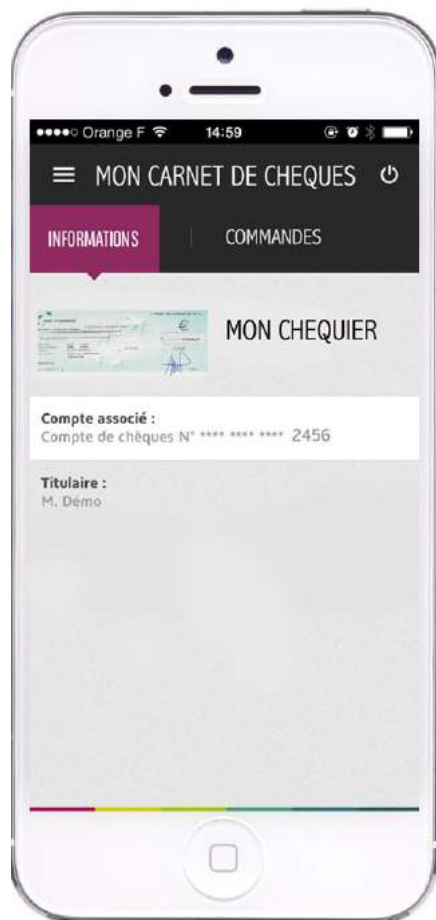 Orange F 14:59
MON CARNET DE CHEQUES
INFORMATIONS
COMMANDES
€
MON CHEQUIER
Compte associé :
Compte de chèques N° **** **** **** 2456
Titulaire :
M. Démo